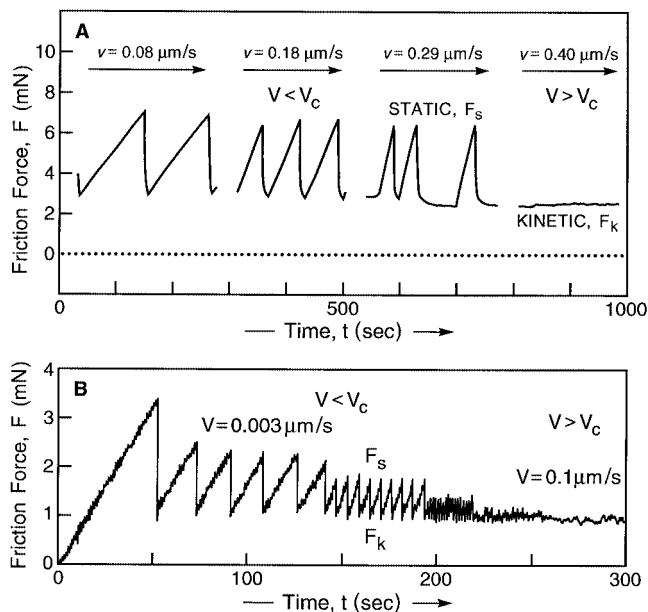 A
v = 0.08 μm/s
v = 0.18 μm/s
v = 0.29 μm/s
v = 0.40 μm/s
V < Vc
STATIC, Fs
V > Vc
KINETIC, Fk
Friction Force, F (mN)
10
8
6
4
2
0
0
500
1000
Time, t (sec)
B
V < Vc
V = 0.003 μm/s
V > Vc
Fs
V = 0.1 μm/s
Fk
Friction Force, F (mN)
4
3
2
1
0
0
100
200
300
Time, t (sec)